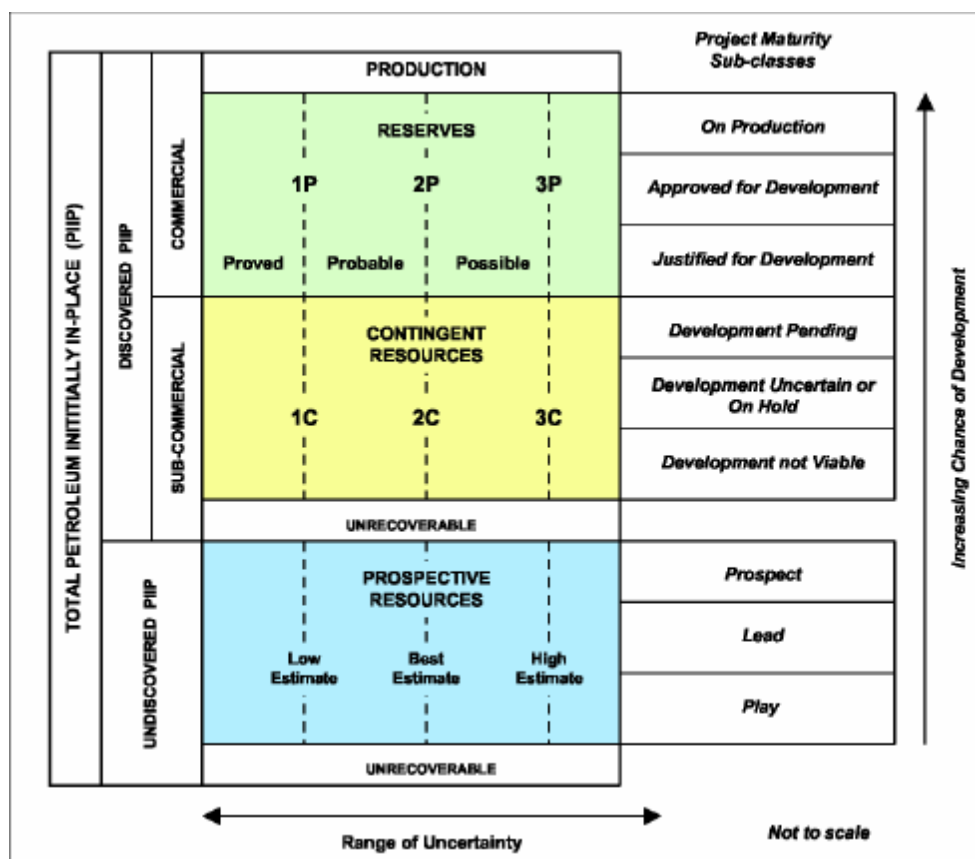 Project Maturity
Sub-classes
PRODUCTION
RESERVES
1P 2P 3P
Proved Probable Possible
On Production
Approved for Development
Justified for Development
CONTINGENT
RESOURCES
1C 2C 3C
Development Pending
Development Uncertain or
On Hold
Development not Viable
UNRECOVERABLE
PROSPECTIVE
RESOURCES
Low
Estimate
Best
Estimate
High
Estimate
Prospect
Lead
Play
UNRECOVERABLE
TOTAL PETROLEUM INITIALLY IN-PLACE (PIIP)
DISCOVERED PIIP
UNDISCOVERED PIIP
COMMERCIAL
SUB-COMMERCIAL
Increasing Chance of Development
Range of Uncertainty
Not to scale